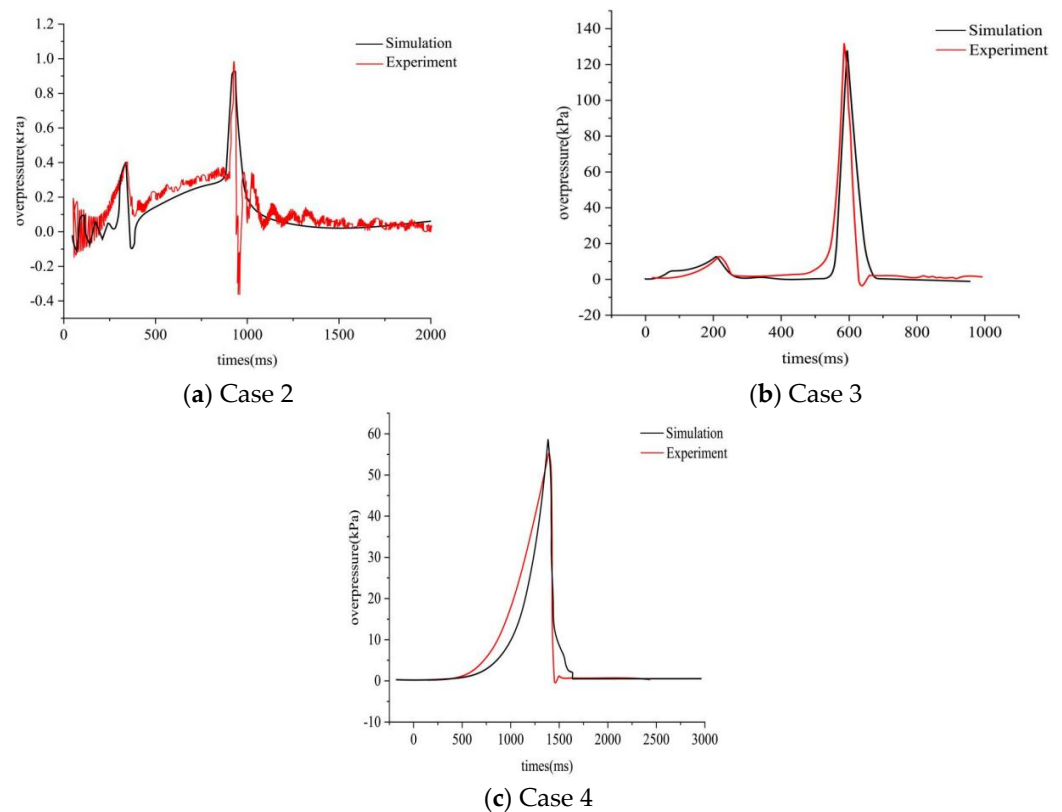 1.2
1.0
0.8
0.6
0.4
0.2
0.0
-0.2
0.4
overpressure(kPa)
Simulation
Experiment
0 500 1000 1500 2000
times(ms)
(a) Case 2
140
120
100
80
60
40
20
0
-20
overpressure(kPa)
Simulation
Experiment
0 200 400 600 800 1000
times(ms)
(b) Case 3
60
50
40
30
20
10
0
-10
overpressure(kPa)
Simulation
Experiment
0 500 1000 1500 2000 2500 3000
times(ms)
(c) Case 4